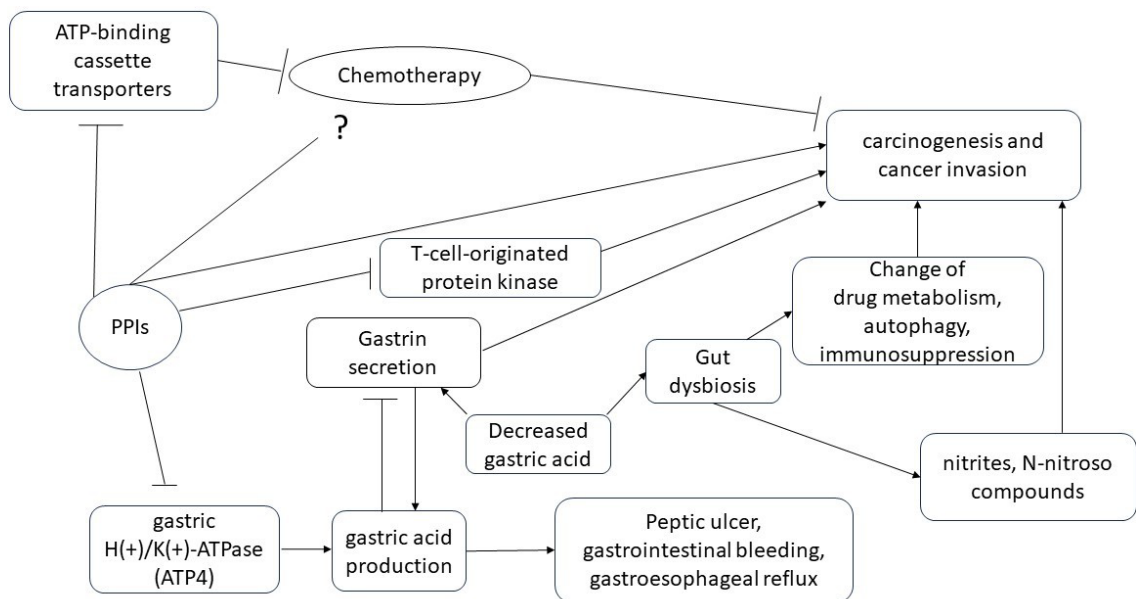 ATP-binding
cassette
transporters
Chemotherapy
?
carcinogenesis and
cancer invasion
T-cell-originated
protein kinase
Change of
drug metabolism,
autophagy,
immunosuppression
PPIs
Gastrin
secretion
Gut
dysbiosis
Decreased
gastric acid
nitrites, N-nitroso
compounds
gastric
H(+)/K(+)-ATPase
(ATP4)
gastric acid
production
Peptic ulcer,
gastrointestinal bleeding,
gastroesophageal reflux